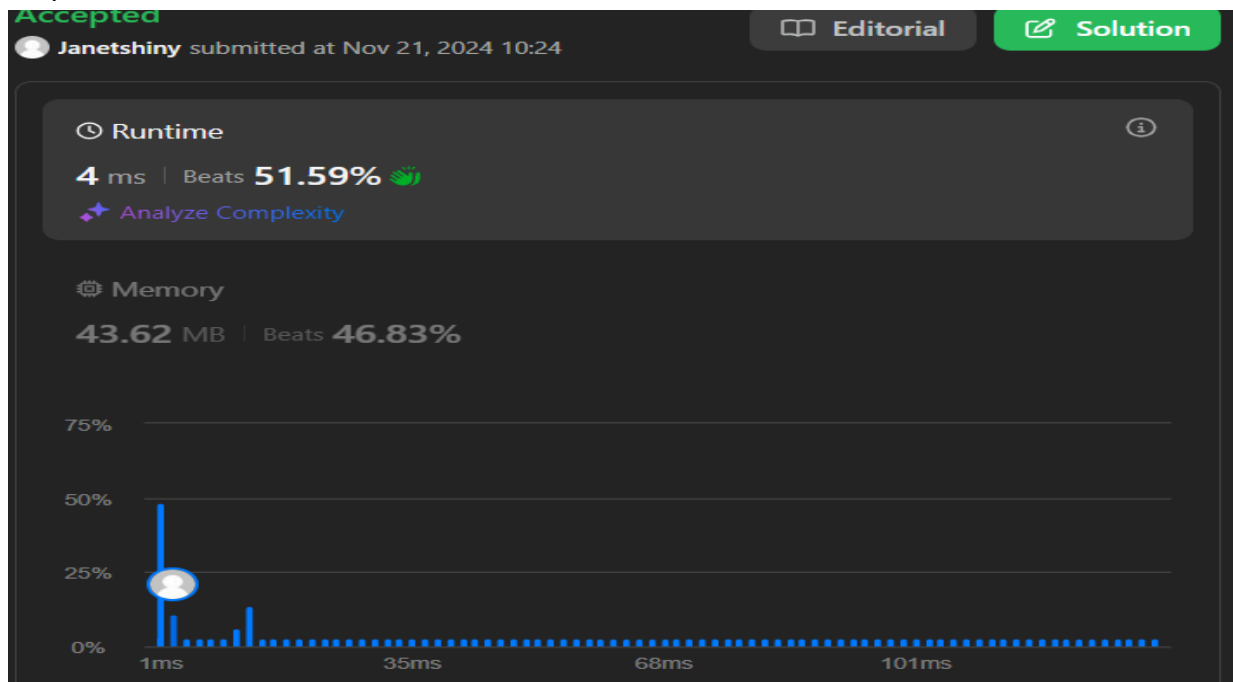 Accepted
Janetshiny submitted at Nov 21, 2024 10:24
Editorial
Solution
Runtime
4 ms | Beats 51.59%
Analyze Complexity
Memory
43.62 MB | Beats 46.83%
75%
50%
25%
0%
1ms 35ms 68ms 101ms